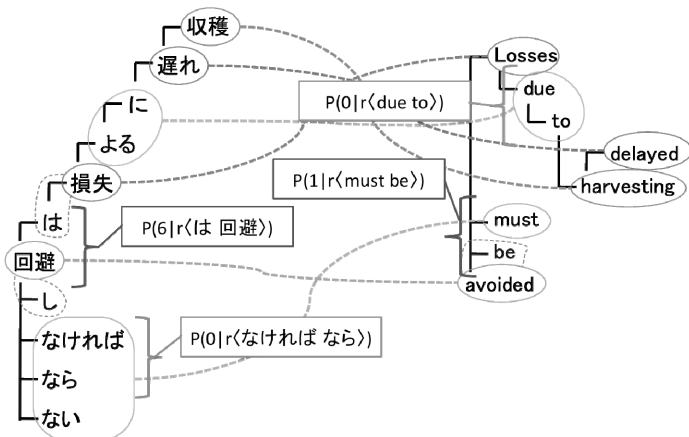 収穫
遅れ
に
よる
損失
は
回避
し
なければ
なら
ない
P(6|r〈は 回避〉)
P(0|r〈なければ なら〉)
P(0|r〈due to〉)
P(1|r〈must be〉)
Losses
due
to
delayed
harvesting
must
be
avoided